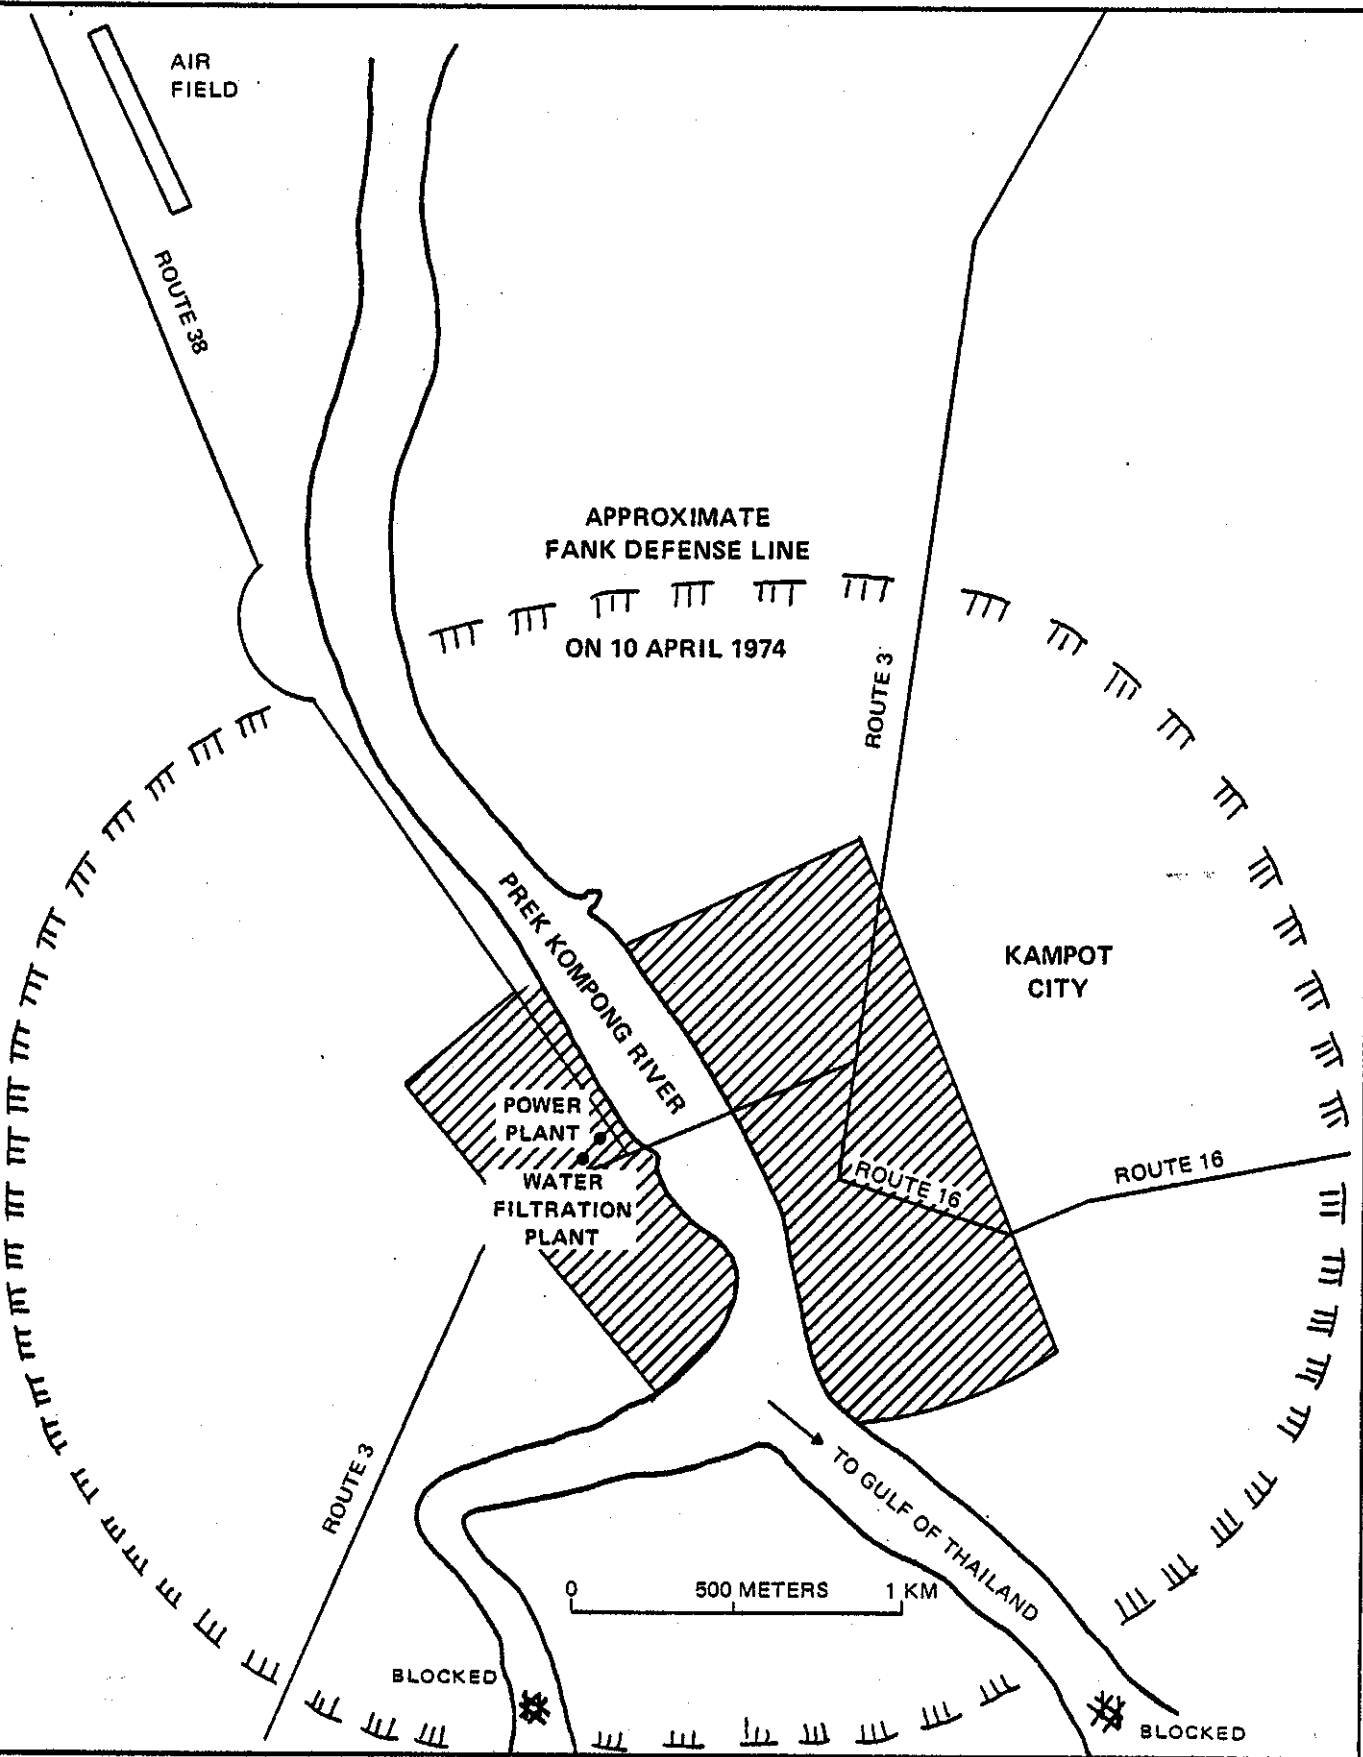 AIR
FIELD
ROUTE 38
APPROXIMATE
FANK DEFENSE LINE
ON 10 APRIL 1974
ROUTE 3
PREK KOMPONG RIVER
KAMPOT
CITY
POWER
PLANT
WATER
FILTRATION
PLANT
ROUTE 16
ROUTE 16
ROUTE 3
TO GULF OF THAILAND
0 500 METERS 1 KM
BLOCKED
BLOCKED